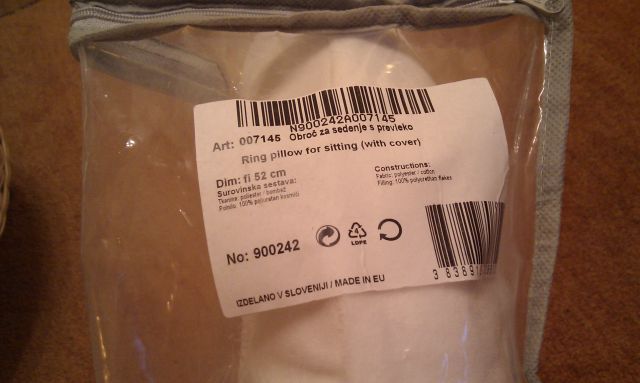 N900242A007145
Art: 007145 Obroč za sedenje s prevleko
Ring pillow for sitting (with cover)
Dim: fi 52 cm
Surovinska sestava:
Tkanina: poliester / bombaž
Polnilo: 100% poliuretan kosmiči
Constructions:
Fabric: polyester / cotton
Filling: 100% polyurethan flakes
No: 900242
LDPE
IZDELANO V SLOVENIJI / MADE IN EU